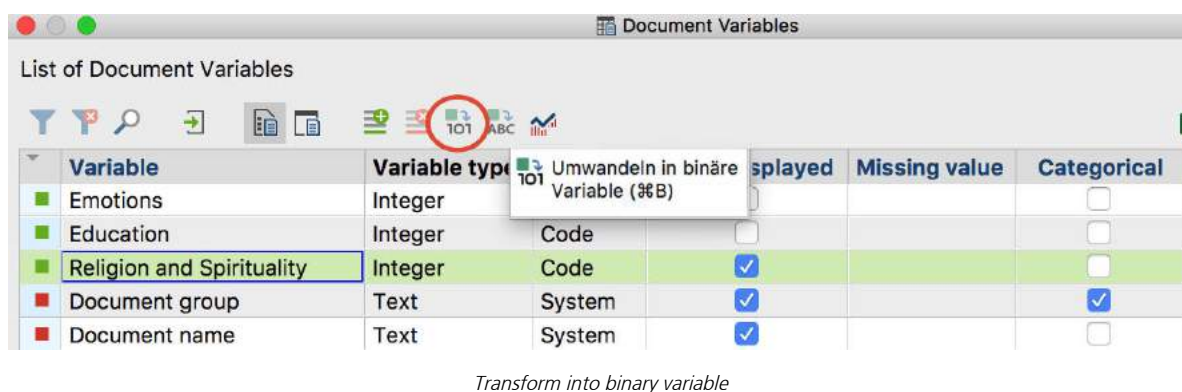 Document Variables
List of Document Variables
101 ABC
Variable Variable type splayed Missing value Categorical
101 Umwandeln in binäre
Variable (⌘B)
Emotions Integer
Education Integer Code
Religion and Spirituality Integer Code
Document group Text System
Document name Text System
Transform into binary variable